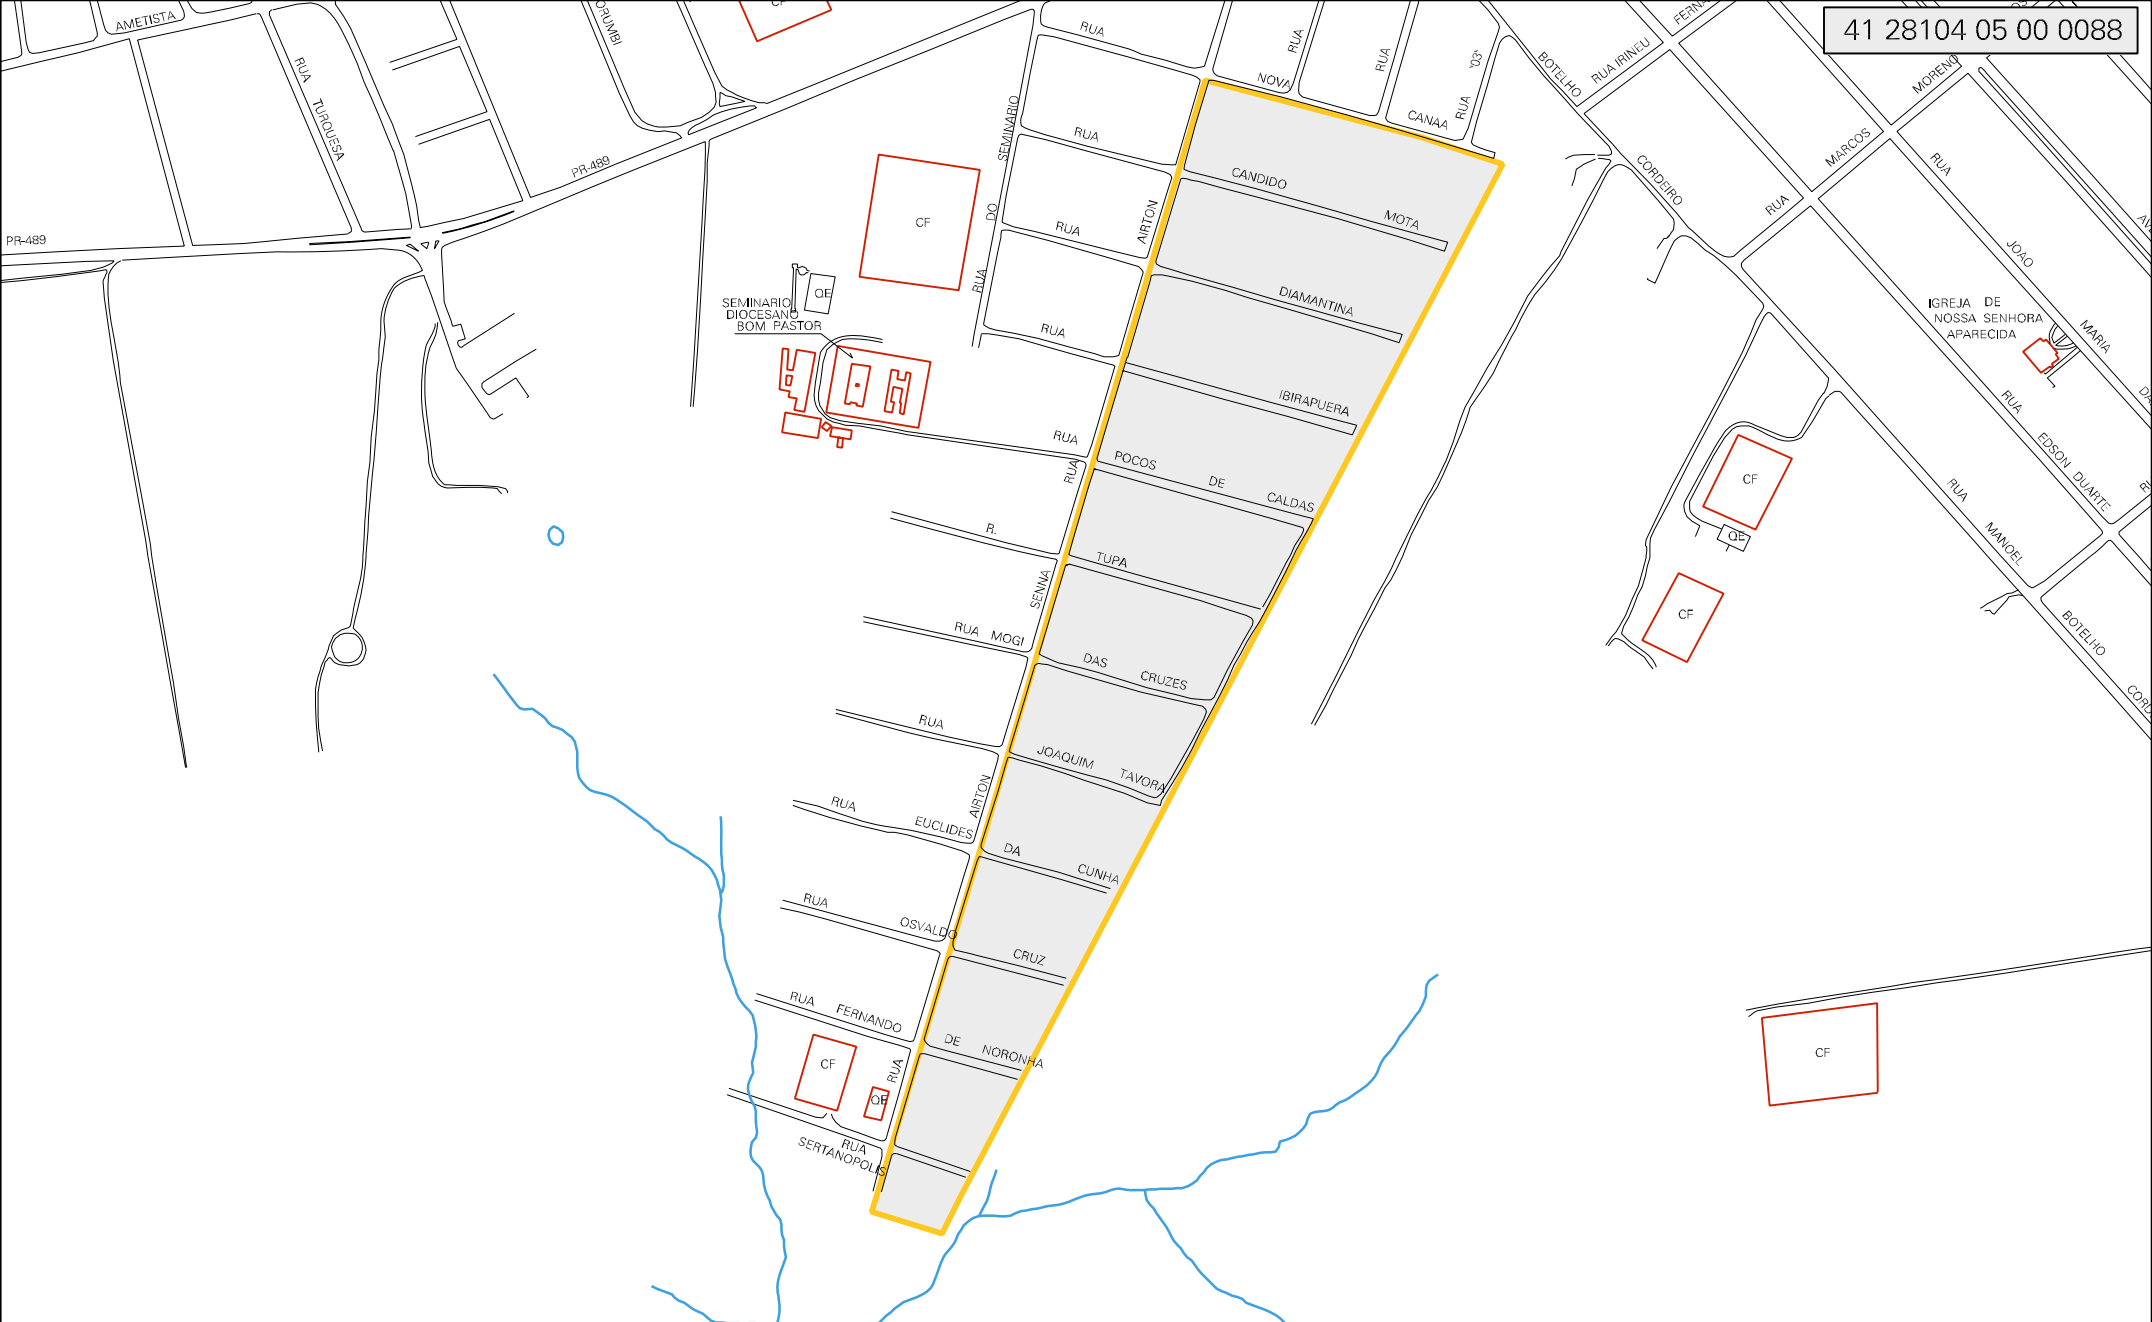 41 28104 05 00 0088
AMETISTA
RUA
TURQUESA
PR-489
PR-489
RUA
RUA
RUA
RUA
RUA
RUA DO SEMINARIO
RUA
NOVA
RUA
CANAA
RUA "03"
BOTELHO
RUA IRINEU
MORENO
MARCOS
RUA
CORDEIRO
RUA
JOAO
MARIA
IGREJA DE
NOSSA SENHORA
APARECIDA
RUA
EDSON DUARTE
RUA
MANOEL
BOTELHO
CF
QE
SEMINARIO
DIOCESANO
BOM PASTOR
CANDIDO
MOTA
AIRTON
DIAMANTINA
IBIRAPUERA
POCOS
DE
CALDAS
RUA
R.
TUPA
SENNA
RUA MOGI
DAS
CRUZES
RUA
JOAQUIM
TAVORA
AIRTON
RUA
EUCLIDES
DA
CUNHA
RUA
OSVALDO
CRUZ
RUA
FERNANDO
DE
NORONHA
RUA
CF
QE
RUA
SERTANOPOLIS
CF
QE
CF
CF